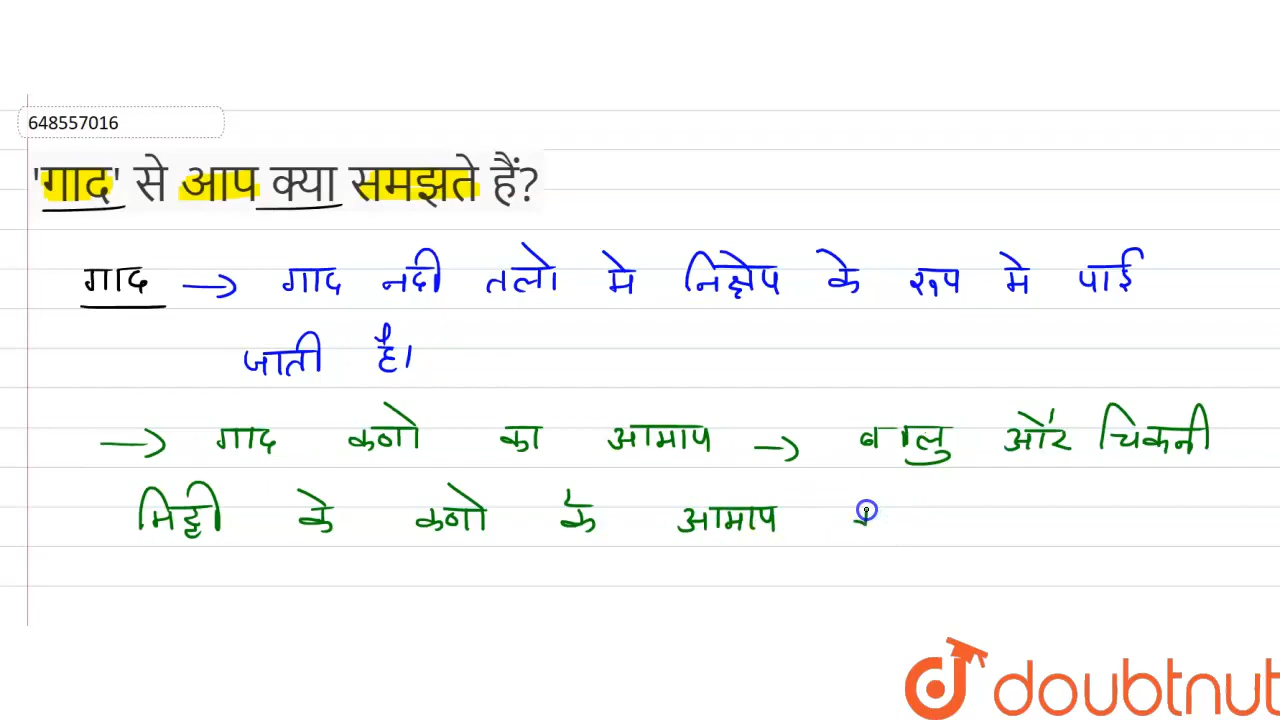 648557016
'गाद' से आप क्या समझते हैं?
गाद → गाद नदी तलो मे निक्षेप के रूप मे पाई
जाती है।
→ गाद कणो का आमाप → बालु और चिकनी
मिट्टी के कणो के आमाप
doubtnut